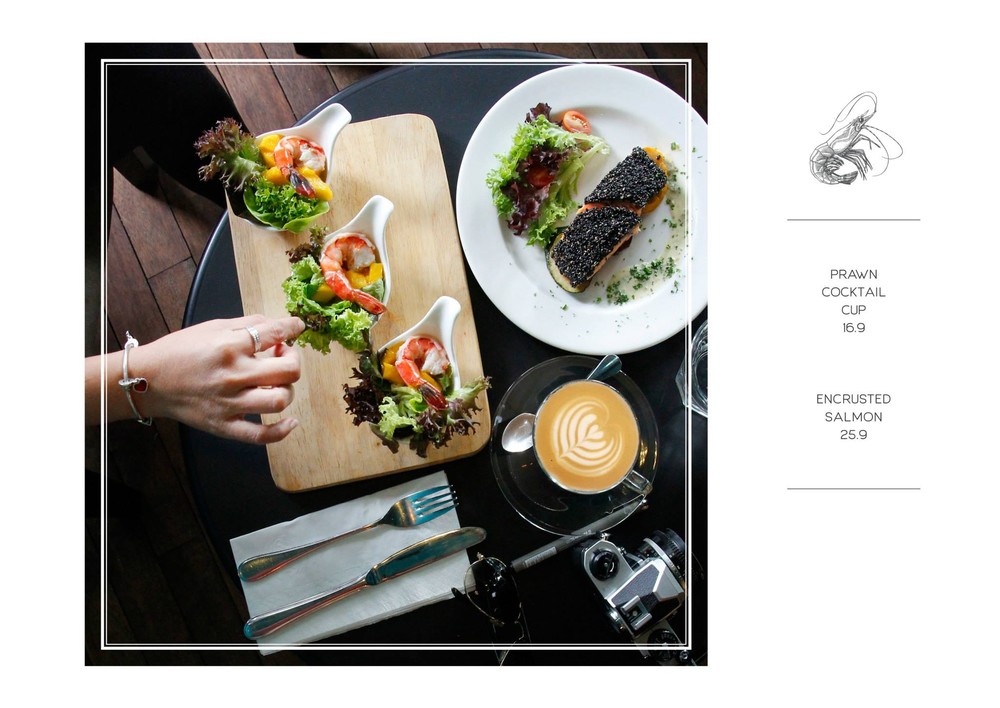 PRAWN
COCKTAIL
CUP
16.9
ENCRUSTED
SALMON
25.9